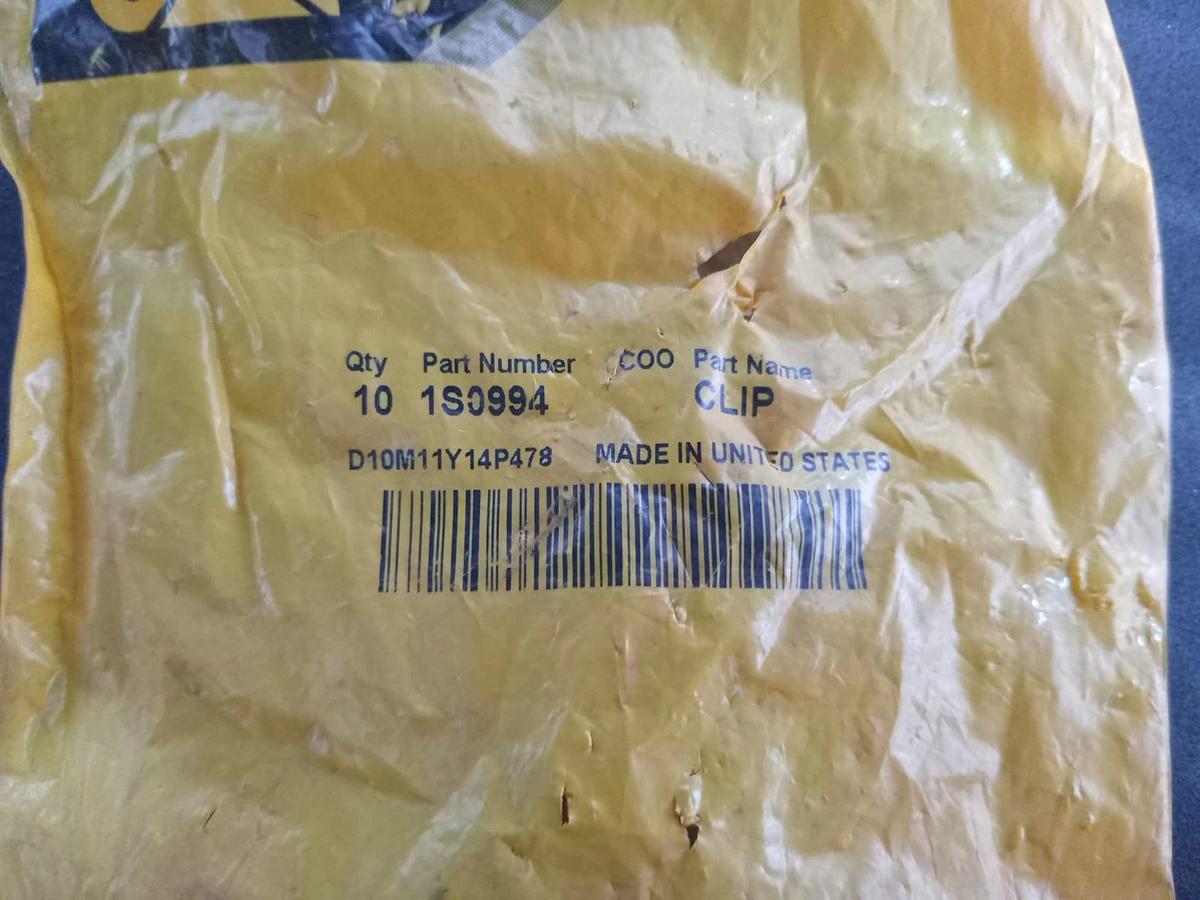 Qty Part Number COO Part Name
10 1S0994 CLIP
D10M11Y14P478 MADE IN UNITED STATES